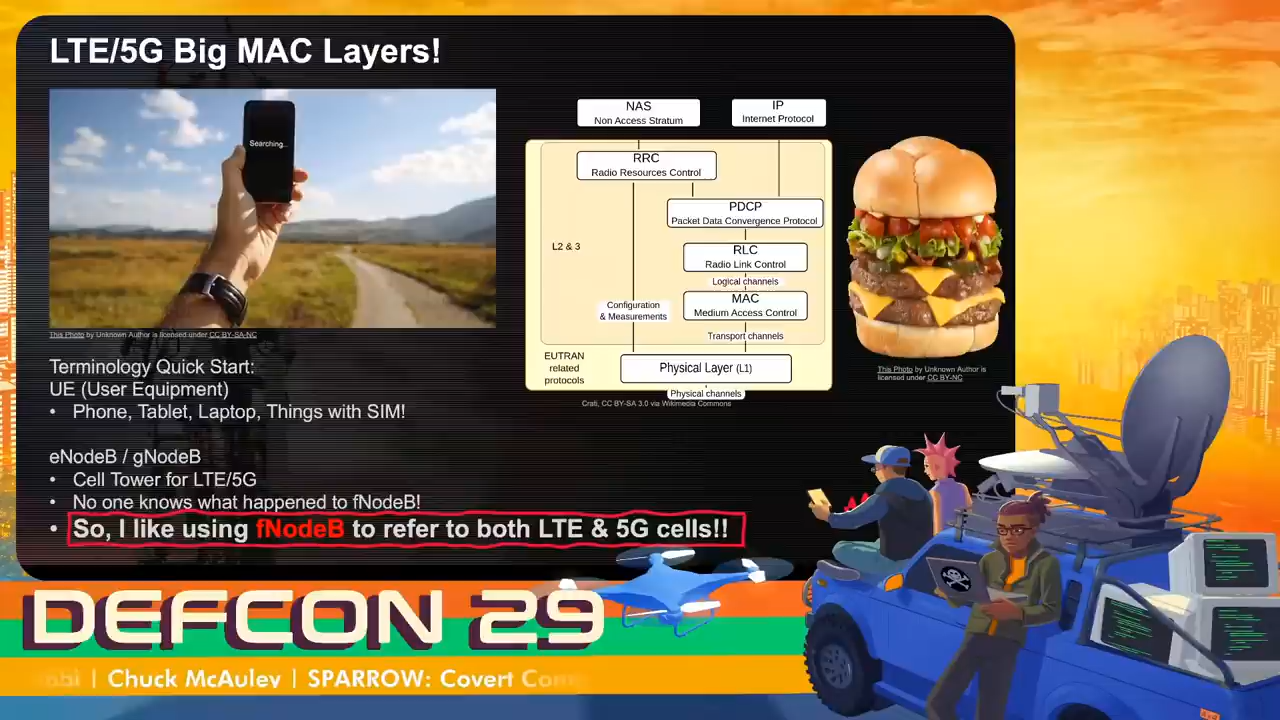 LTE/5G Big MAC Layers!
Searching..
This Photo by Unknown Author is licensed under CC BY-SA-NC
NAS
Non Access Stratum
IP
Internet Protocol
RRC
Radio Resources Control
PDCP
Packet Data Convergence Protocol
L2 & 3
RLC
Radio Link Control
Logical channels
MAC
Medium Access Control
Configuration
& Measurements
Transport channels
EUTRAN
related
protocols
Physical Layer (L1)
Physical channels
Crati, CC BY-SA 3.0 via Wikimedia Commons
This Photo by Unknown Author is
licensed under CC BY-NC
Terminology Quick Start:
UE (User Equipment)
• Phone, Tablet, Laptop, Things with SIM!
eNodeB / gNodeB
• Cell Tower for LTE/5G
• No one knows what happened to fNodeB!
• So, I like using fNodeB to refer to both LTE & 5G cells!!
DEFCON 29
| Chuck McAuley | SPARROW: Covert